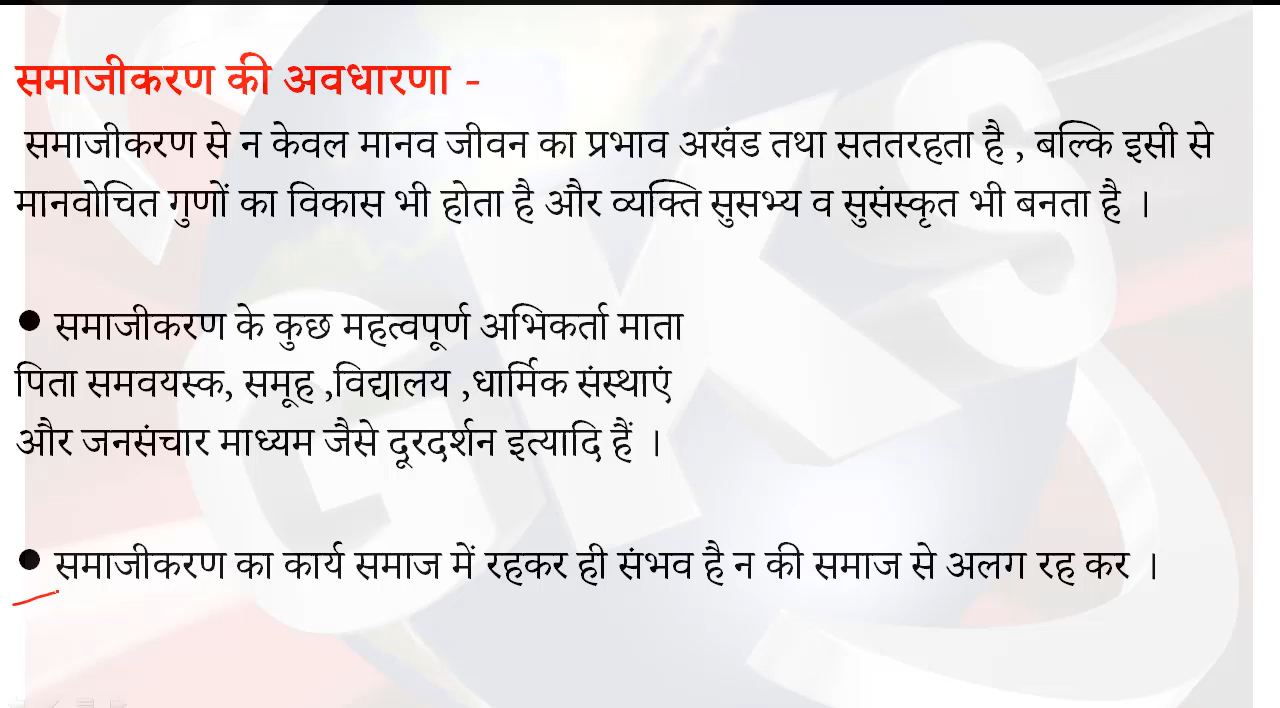 समाजीकरण की अवधारणा -
समाजीकरण से न केवल मानव जीवन का प्रभाव अखंड तथा सततरहता है , बल्कि इसी से
मानवोचित गुणों का विकास भी होता है और व्यक्ति सुसभ्य व सुसंस्कृत भी बनता है ।
● समाजीकरण के कुछ महत्वपूर्ण अभिकर्ता माता
पिता समवयस्क, समूह ,विद्यालय ,धार्मिक संस्थाएं
और जनसंचार माध्यम जैसे दूरदर्शन इत्यादि हैं ।
● समाजीकरण का कार्य समाज में रहकर ही संभव है न की समाज से अलग रह कर ।
GKS